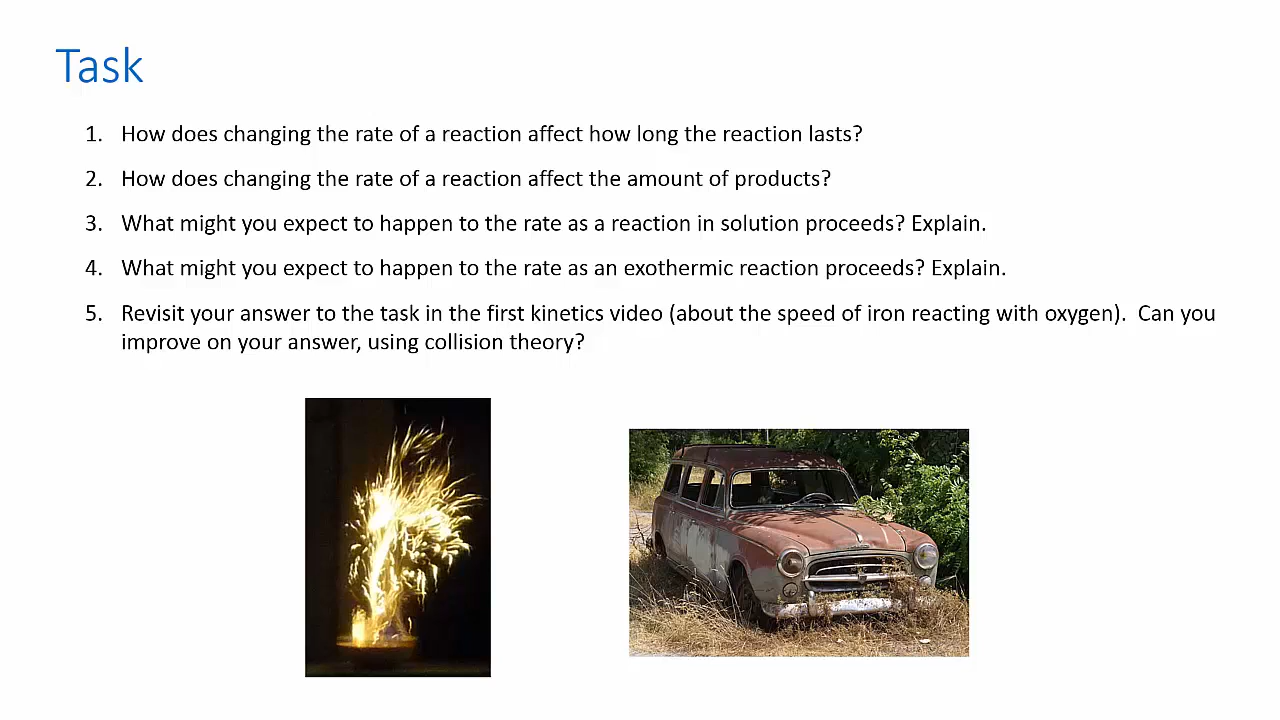 Task
1. How does changing the rate of a reaction affect how long the reaction lasts?
2. How does changing the rate of a reaction affect the amount of products?
3. What might you expect to happen to the rate as a reaction in solution proceeds? Explain.
4. What might you expect to happen to the rate as an exothermic reaction proceeds? Explain.
5. Revisit your answer to the task in the first kinetics video (about the speed of iron reacting with oxygen). Can you
improve on your answer, using collision theory?